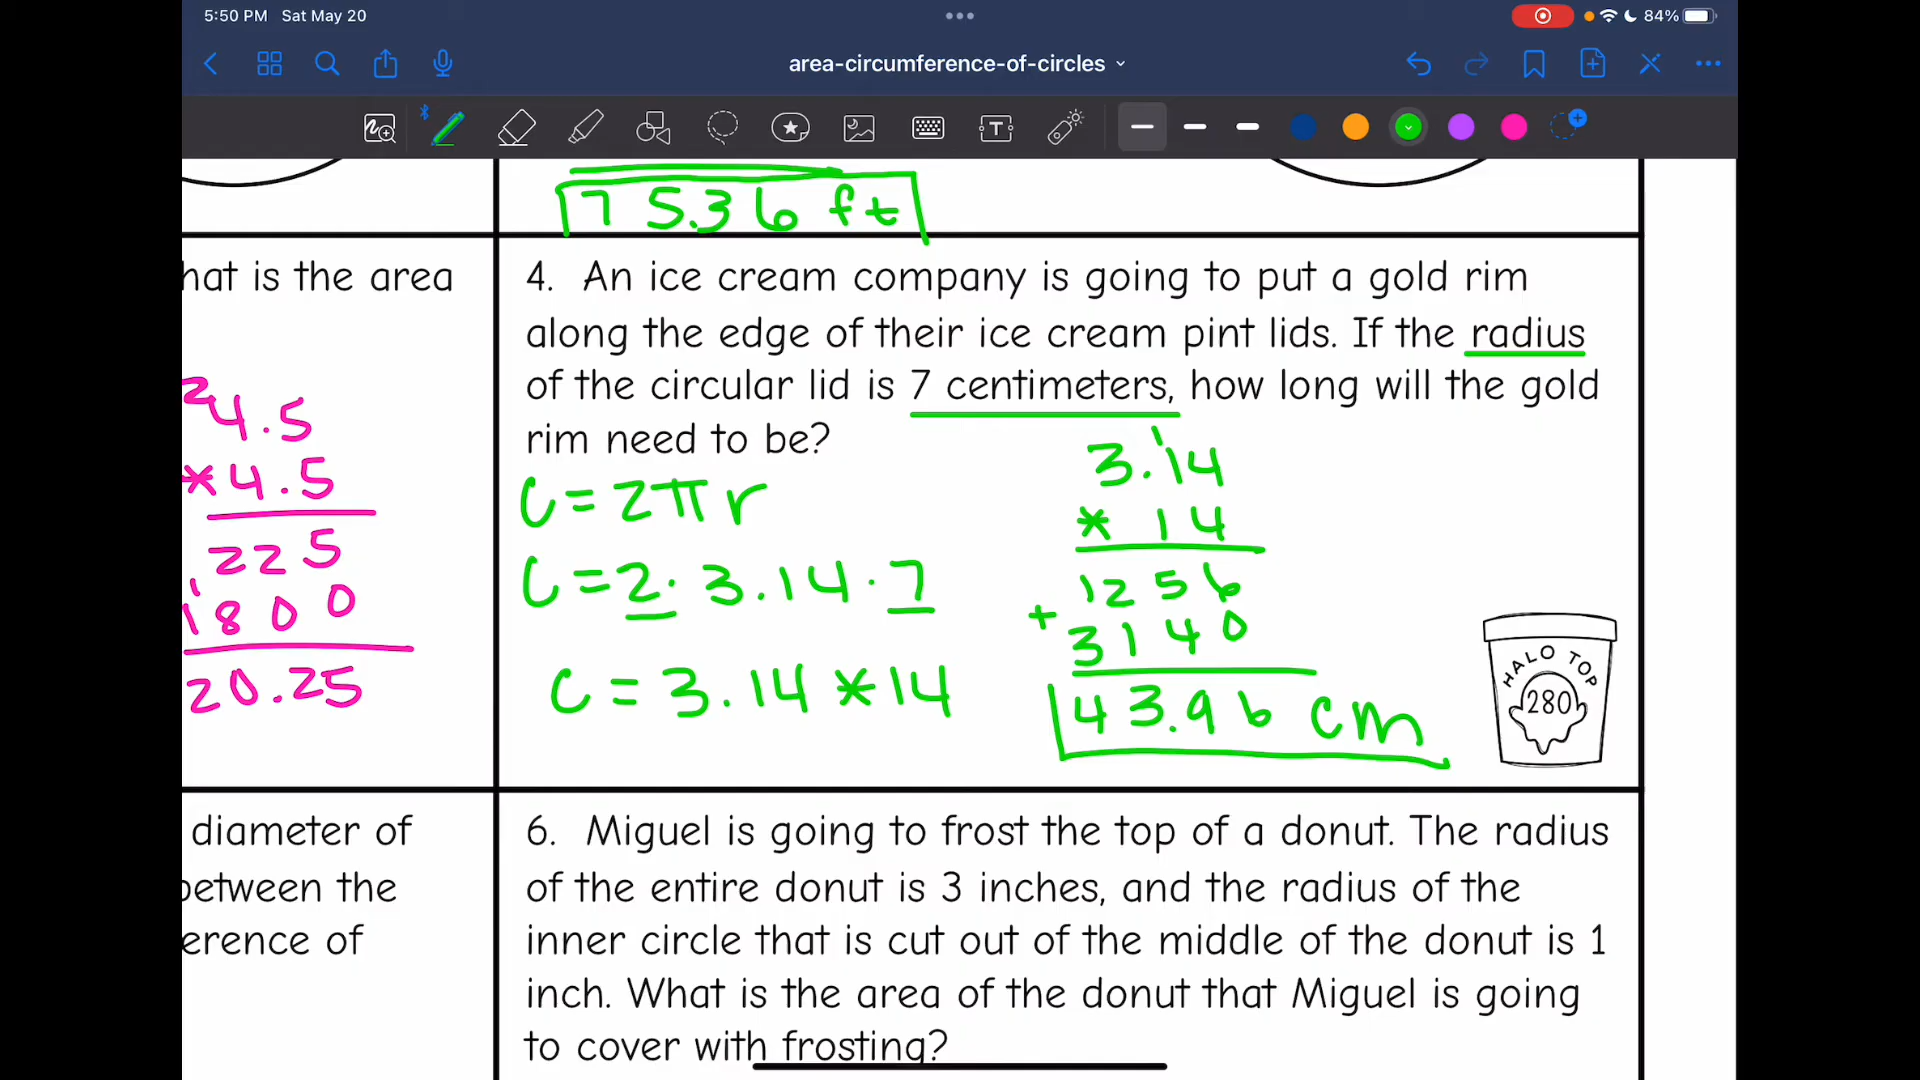 5:50 PM Sat May 20
84%
area-circumference-of-circles
T
75.36 ft
hat is the area
4. An ice cream company is going to put a gold rim
along the edge of their ice cream pint lids. If the radius
of the circular lid is 7 centimeters, how long will the gold
rim need to be?
2
4.5
* 4.5
225
1
1800
20.25
C = 2πr
C = 2 · 3.14 · 7
C = 3.14 * 14
1
3.14
* 14
1256
+ 3140
43.96 cm
HALO TOP
280
diameter of
between the
erence of
6. Miguel is going to frost the top of a donut. The radius
of the entire donut is 3 inches, and the radius of the
inner circle that is cut out of the middle of the donut is 1
inch. What is the area of the donut that Miguel is going
to cover with frosting?